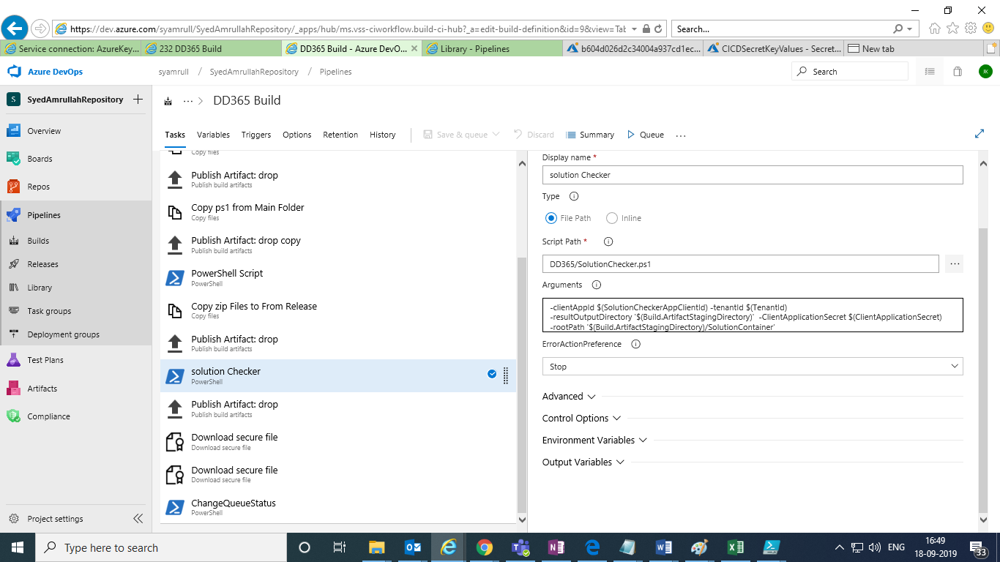 https://dev.azure.com/syamrull/SyedAmrullahRepository/_apps/hub/ms.vss-ciworkflow.build-ci-hub?_a=edit-build-definition&id=9&view=Tal
Search...
Service connection: AzureKey...
232 DD365 Build
DD365 Build - Azure DevO...
Library - Pipelines
b604d026d2c34004a937cd1ec...
CICDSecretKeyValues - Secret...
New tab
Azure DevOps
syamrull / SyedAmrullahRepository / Pipelines
Search
IK
S
SyedAmrullahRepository
DD365 Build
Overview
Boards
Repos
Pipelines
Builds
Releases
Library
Task groups
Deployment groups
Test Plans
Artifacts
Compliance
Project settings
Tasks
Variables
Triggers
Options
Retention
History
Save & queue
Discard
Summary
Queue
...
Copy files
Publish Artifact: drop
Publish build artifacts
Copy ps1 from Main Folder
Copy files
Publish Artifact: drop copy
Publish build artifacts
PowerShell Script
PowerShell
Copy zip Files to From Release
Copy files
Publish Artifact: drop
Publish build artifacts
solution Checker
PowerShell
Publish Artifact: drop
Publish build artifacts
Download secure file
Download secure file
Download secure file
Download secure file
ChangeQueueStatus
PowerShell
Display name *
solution Checker
Type
File Path
Inline
Script Path *
DD365/SolutionChecker.ps1
...
Arguments
-clientAppId $(SolutionCheckerAppClientId) -tenantId $(TenantId)
-resultOutputDirectory '$(Build.ArtifactStagingDirectory)' -ClientApplicationSecret $(ClientApplicationSecret)
-rootPath '$(Build.ArtifactStagingDirectory)/SolutionContainer'
ErrorActionPreference
Stop
Advanced
Control Options
Environment Variables
Output Variables
Type here to search
ENG
16:49
18-09-2019
33